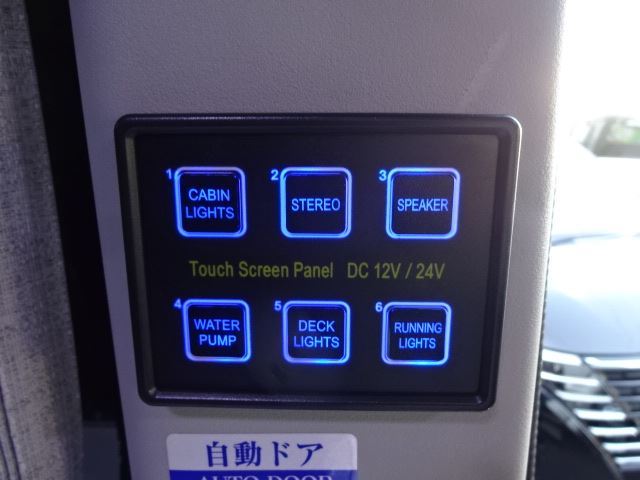 1 2 3
CABIN
LIGHTS
STEREO
SPEAKER
Touch Screen Panel DC 12V / 24V
4 5 6
WATER
PUMP
DECK
LIGHTS
RUNNING
LIGHTS
自動ドア
AUTO DOOR